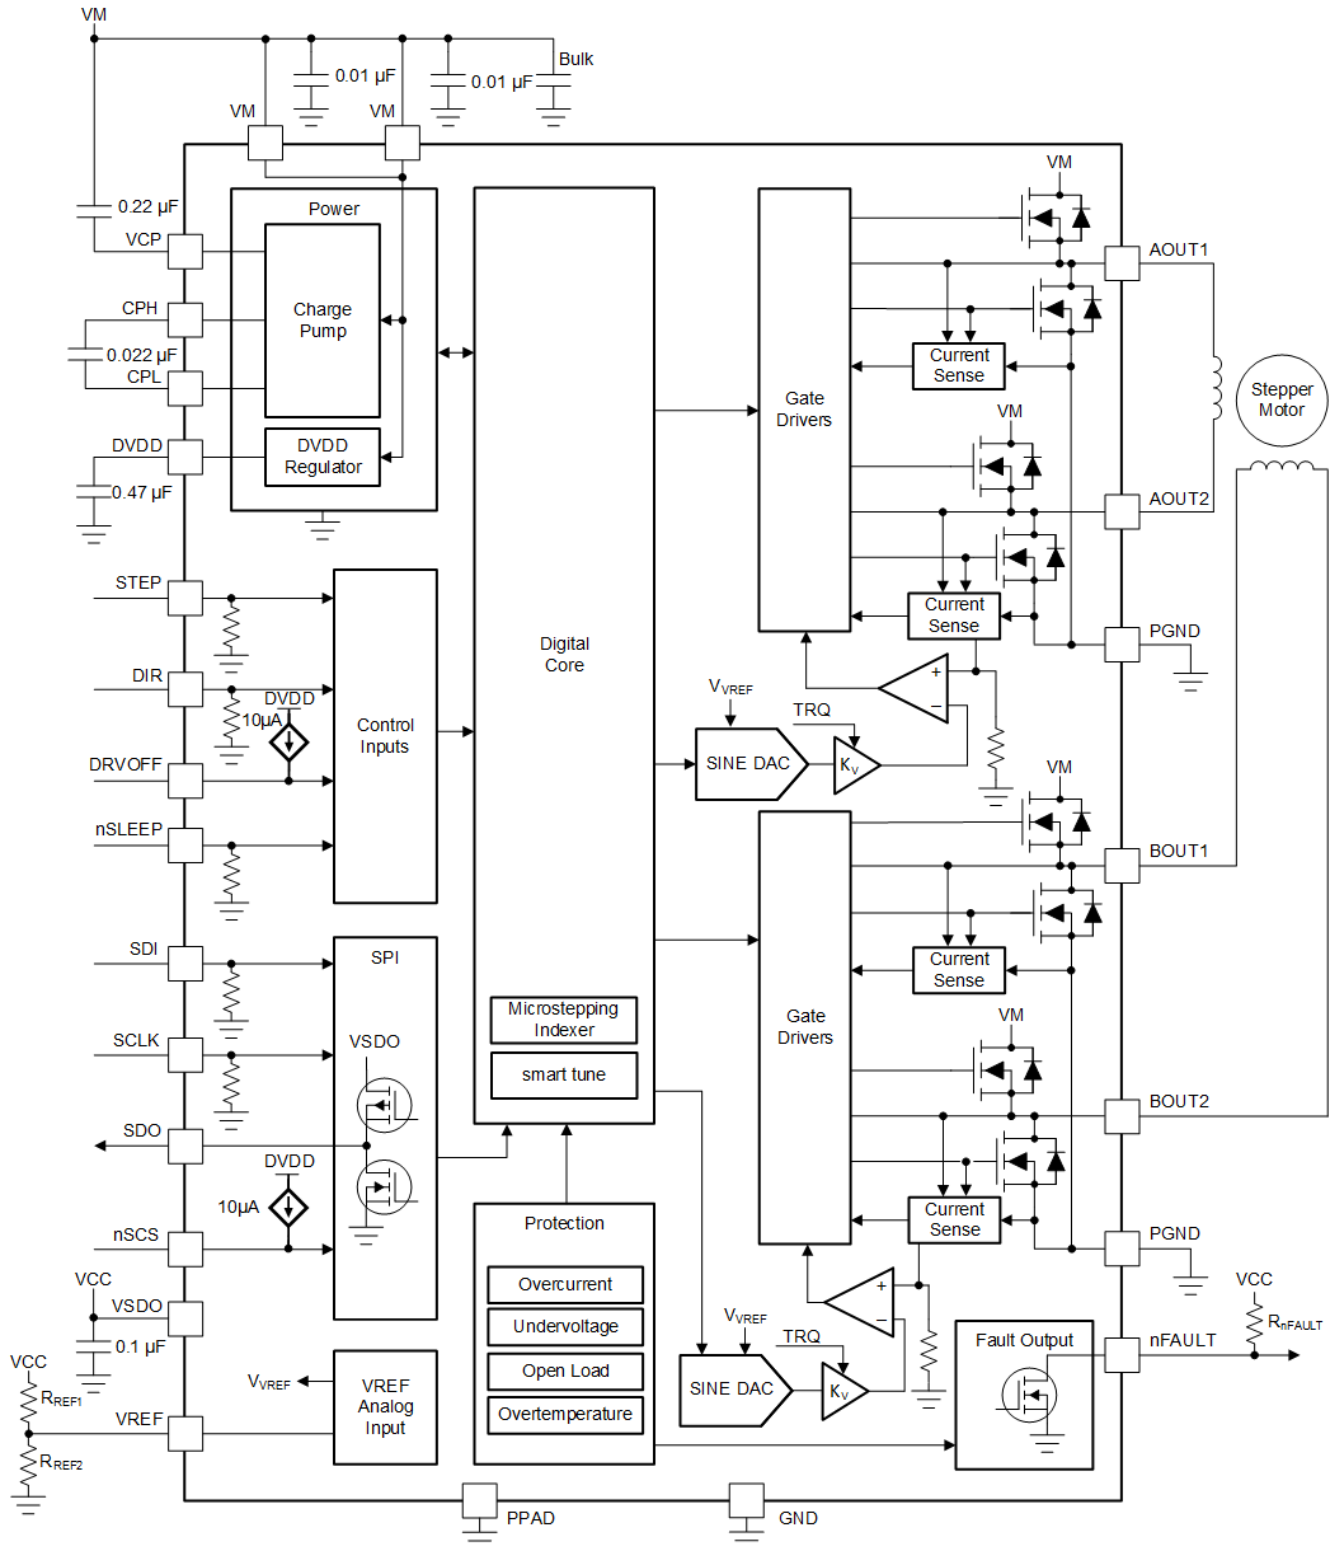 VM
Bulk
0.01 µF
0.01 µF
VM
VM
0.22 µF
VCP
Power
CPH
Charge
Pump
0.022 µF
CPL
DVDD
DVDD
Regulator
0.47 µF
STEP
DIR
DVDD
10µA
DRVOFF
nSLEEP
Control
Inputs
SDI
SPI
SCLK
VSDO
SDO
DVDD
10µA
nSCS
VCC
VSDO
0.1 µF
VCC
RREF1
VREF
RREF2
VVREF
VREF
Analog
Input
Digital
Core
Microstepping
Indexer
smart tune
Protection
Overcurrent
Undervoltage
Open Load
Overtemperature
PPAD
GND
Gate
Drivers
VM
AOUT1
Current
Sense
Stepper
Motor
VM
AOUT2
Current
Sense
PGND
+
−
VVREF
TRQ
SINE DAC
KV
VM
BOUT1
Gate
Drivers
Current
Sense
VM
BOUT2
Current
Sense
PGND
+
−
VVREF
TRQ
SINE DAC
KV
VCC
RnFAULT
Fault Output
nFAULT